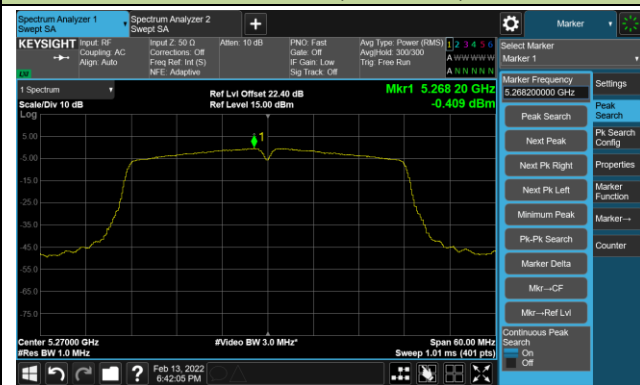 Spectrum Analyzer 1
Swept SA
Spectrum Analyzer 2
Swept SA
+
Marker
KEYSIGHT
Input: RF
Coupling: AC
Align: Auto
Input Z: 50 Ω
Corrections: Off
Freq Ref: Int (S)
NFE: Adaptive
Atten: 10 dB
PNO: Fast
Gate: Off
IF Gain: Low
Sig Track: Off
Avg Type: Power (RMS)
Avg|Hold: 300/300
Trig: Free Run
1 2 3 4 5 6
A W W W W W
A N N N N N
Select Marker
Marker 1
LXI
1 Spectrum
Scale/Div 10 dB
Ref Lvl Offset 22.40 dB
Ref Level 15.00 dBm
Mkr1 5.268 20 GHz
-0.409 dBm
Log
5.00
-5.00
-15.0
-25.0
-35.0
-45.0
-55.0
-65.0
-75.0
1
Center 5.27000 GHz
#Res BW 1.0 MHz
#Video BW 3.0 MHz*
Span 60.00 MHz
Sweep 1.01 ms (401 pts)
Marker Frequency
5.268200000 GHz
Peak Search
Next Peak
Next Pk Right
Next Pk Left
Minimum Peak
Pk-Pk Search
Marker Delta
Mkr→CF
Mkr→Ref Lvl
Continuous Peak
Search
On
Off
Settings
Peak
Search
Pk Search
Config
Properties
Marker
Function
Marker→
Counter
?
Feb 13, 2022
6:42:05 PM